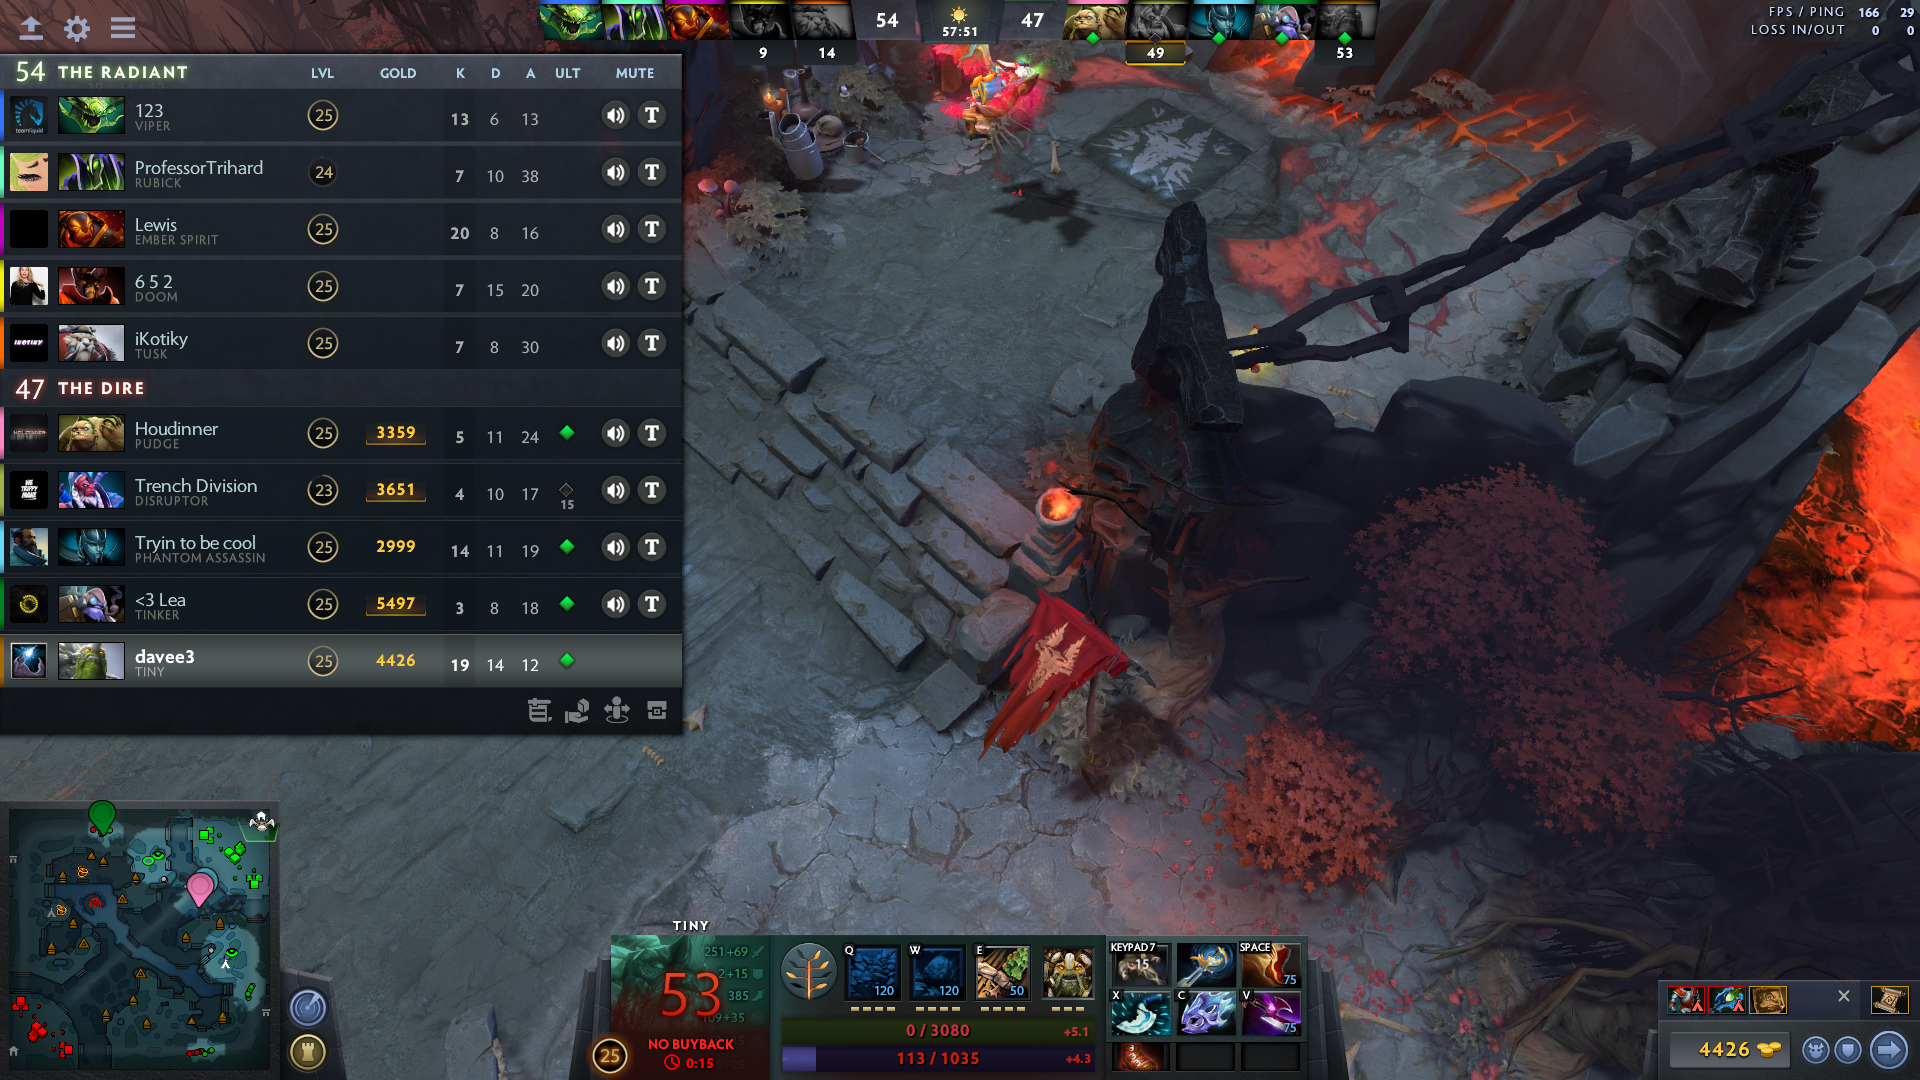 54 57:51 47
9 14 49 53
FPS / PING 166 29
LOSS IN/OUT 0 0
54 THE RADIANT LVL GOLD K D A ULT MUTE
123
VIPER
25 13 6 13 T
ProfessorTrihard
RUBICK
24 7 10 38 T
Lewis
EMBER SPIRIT
25 20 8 16 T
6 5 2
DOOM
25 7 15 20 T
iKotiky
TUSK
25 7 8 30 T
47 THE DIRE
Houdinner
PUDGE
25 3359 5 11 24 T
Trench Division
DISRUPTOR
23 3651 4 10 17 15 T
Tryin to be cool
PHANTOM ASSASSIN
25 2999 14 11 19 T
<3 Lea
TINKER
25 5497 3 8 18 T
davee3
TINY
25 4426 19 14 12
TINY
251+69
2+15
385
109+35
53
NO BUYBACK
0:15
25
Q 120
W 120
E 50
0 / 3080 +5.1
113 / 1035 +4.3
KEYPAD7 15
SPACE 75
X
C
V 75
4426